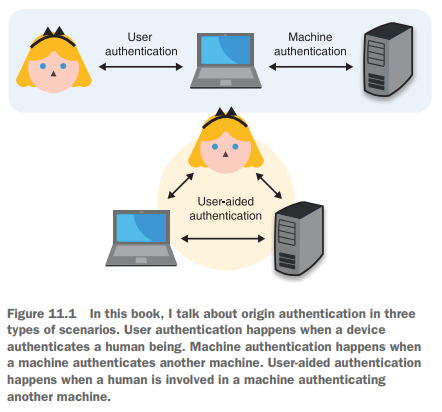 User
authentication
Machine
authentication
User-aided
authentication
Figure 11.1 In this book, I talk about origin authentication in three
types of scenarios. User authentication happens when a device
authenticates a human being. Machine authentication happens when
a machine authenticates another machine. User-aided authentication
happens when a human is involved in a machine authenticating
another machine.